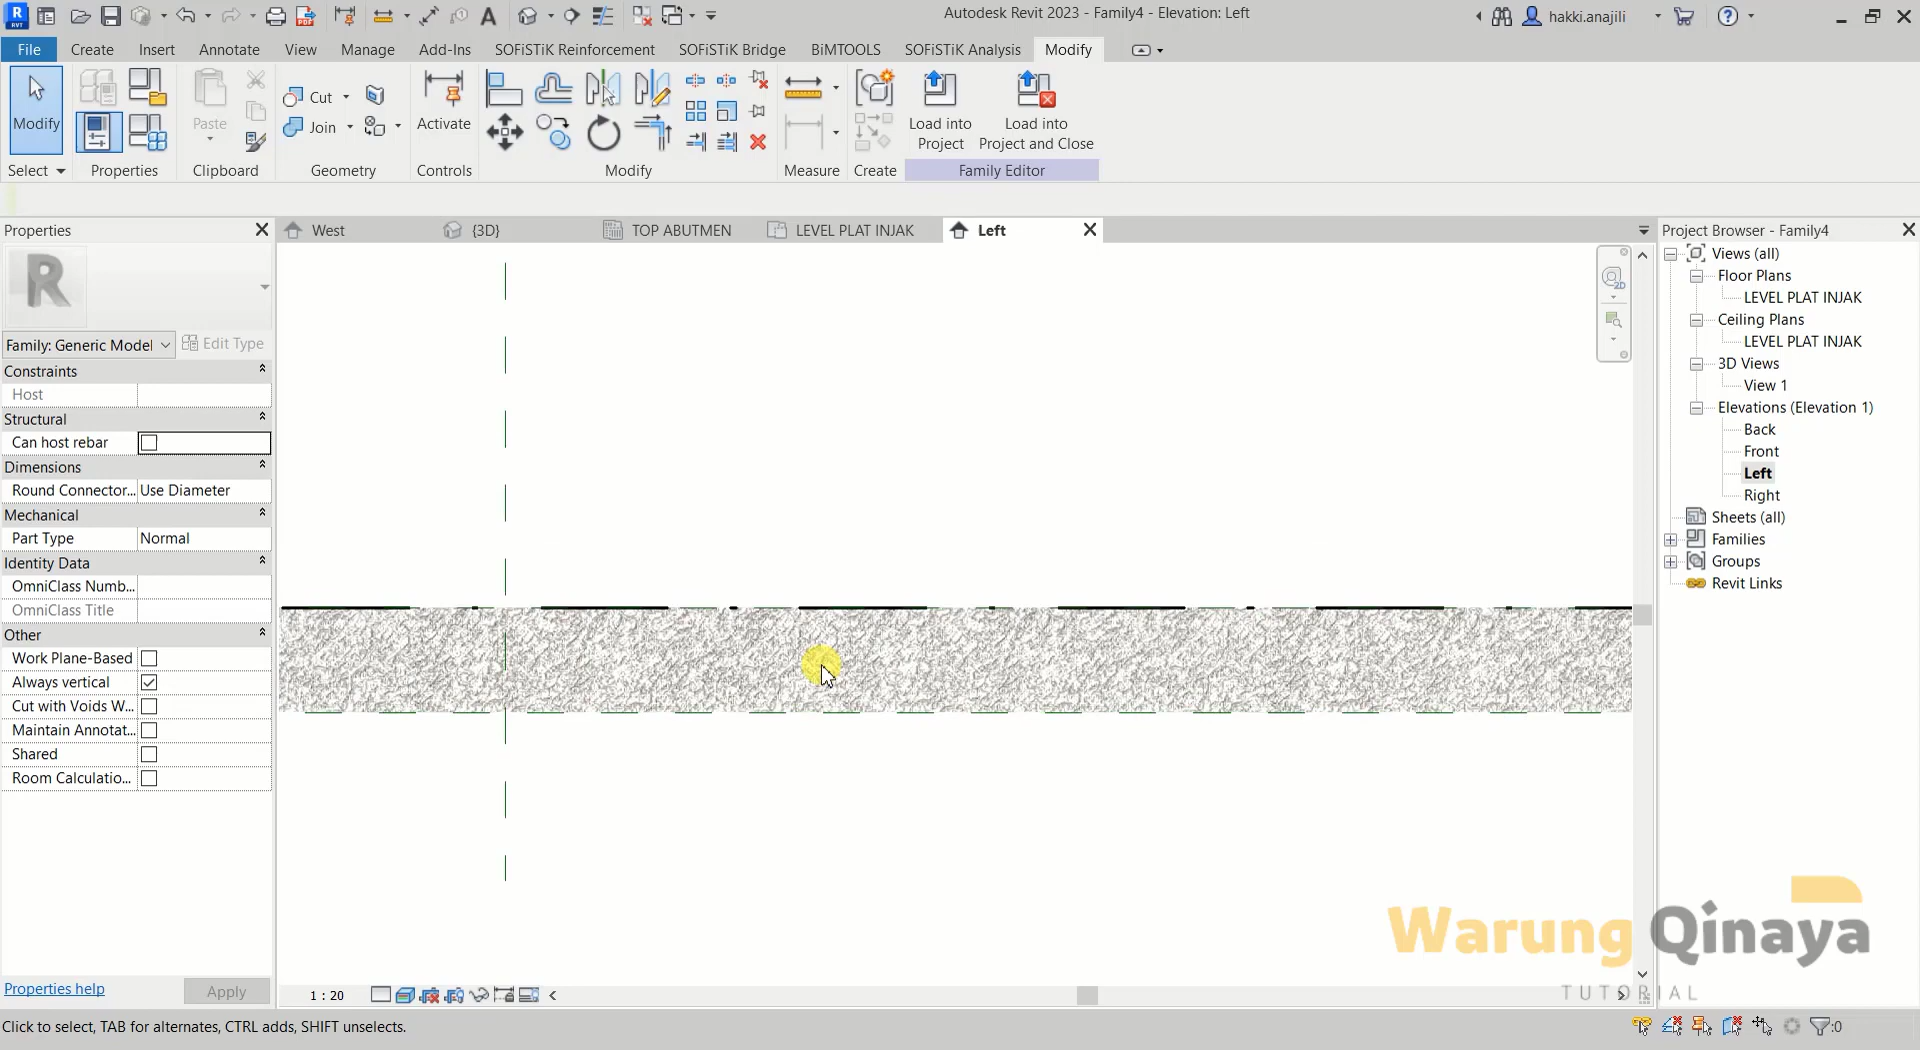 Autodesk Revit 2023 - Family4 - Elevation: Left
hakki.anajili
File
Create
Insert
Annotate
View
Manage
Add-Ins
SOFiSTiK Reinforcement
SOFiSTiK Bridge
BiMTOOLS
SOFiSTiK Analysis
Modify
Modify
Paste
Cut
Join
Activate
Load into
Project
Load into
Project and Close
Select
Properties
Clipboard
Geometry
Controls
Modify
Measure
Create
Family Editor
Properties
West
{3D}
TOP ABUTMEN
LEVEL PLAT INJAK
Left
Project Browser - Family4
R
Family: Generic Model
Edit Type
Constraints
Host
Structural
Can host rebar
Dimensions
Round Connector...
Use Diameter
Mechanical
Part Type
Normal
Identity Data
OmniClass Numb...
OmniClass Title
Other
Work Plane-Based
Always vertical
Cut with Voids W...
Maintain Annotat...
Shared
Room Calculatio...
Properties help
Apply
2D
Views (all)
Floor Plans
LEVEL PLAT INJAK
Ceiling Plans
LEVEL PLAT INJAK
3D Views
View 1
Elevations (Elevation 1)
Back
Front
Left
Right
Sheets (all)
Families
Groups
Revit Links
Warung Qinaya
TUTORIAL
1 : 20
Click to select, TAB for alternates, CTRL adds, SHIFT unselects.
:0